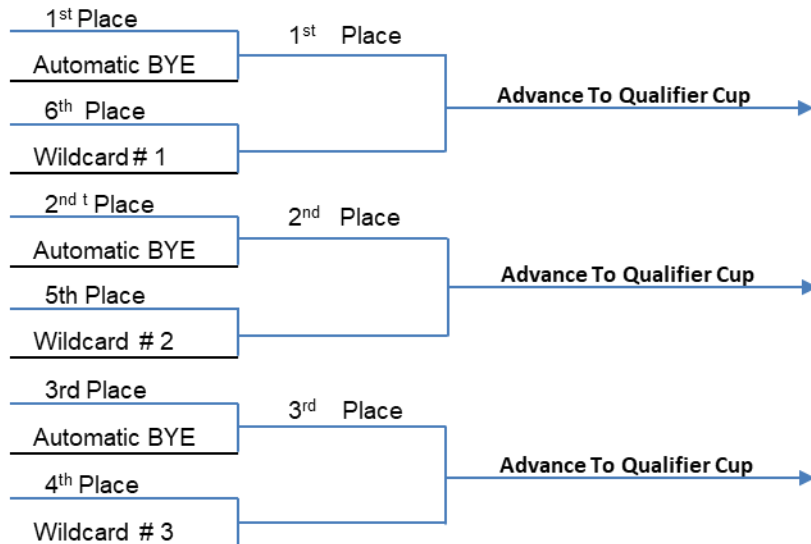 1st Place
1st Place
Automatic BYE
Advance To Qualifier Cup
6th Place
Wildcard # 1
2nd t Place
2nd Place
Automatic BYE
Advance To Qualifier Cup
5th Place
Wildcard # 2
3rd Place
3rd Place
Automatic BYE
Advance To Qualifier Cup
4th Place
Wildcard # 3